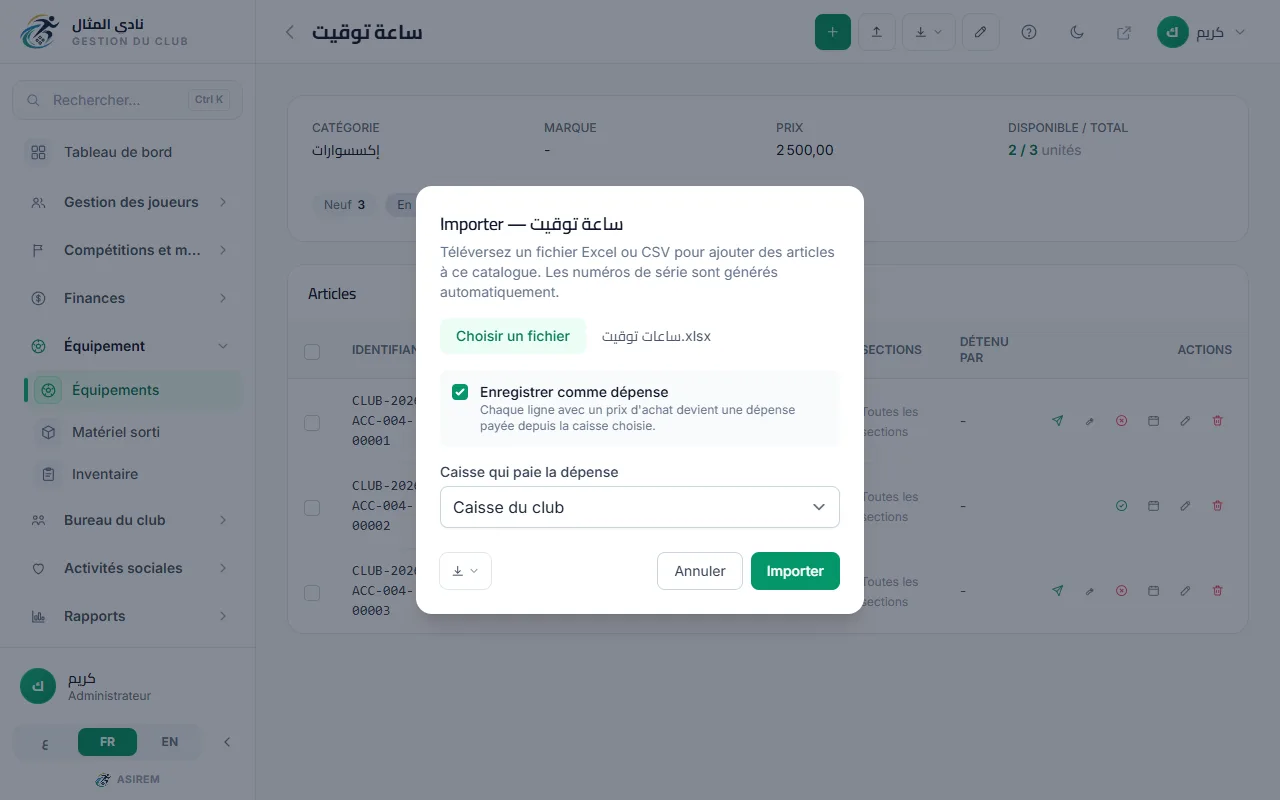 نادي المثال
GESTION DU CLUB
Rechercher...
Ctrl K
Tableau de bord
Gestion des joueurs
Compétitions et m...
Finances
Équipement
Équipements
Matériel sorti
Inventaire
Bureau du club
Activités sociales
Rapports
ك
كريم
Administrateur
ع
FR
EN
ASIREM
ساعة توقيت
ك
كريم
CATÉGORIE
إكسسوارات
MARQUE
-
PRIX
2 500,00
DISPONIBLE / TOTAL
2 / 3 unités
Neuf 3
En
Articles
SECTIONS
DÉTENU PAR
ACTIONS
CLUB-
ACC-004-
00001
Toutes les
sections
-
CLUB-
ACC-004-
00002
Toutes les
sections
-
CLUB-
ACC-004-
00003
Toutes les
sections
-
Importer — ساعة توقيت
Téléversez un fichier Excel ou CSV pour ajouter des articles
à ce catalogue. Les numéros de série sont générés
automatiquement.
Choisir un fichier
ساعات توقيت.xlsx
Enregistrer comme dépense
Chaque ligne avec un prix d'achat devient une dépense
payée depuis la caisse choisie.
Caisse qui paie la dépense
Caisse du club
Annuler
Importer